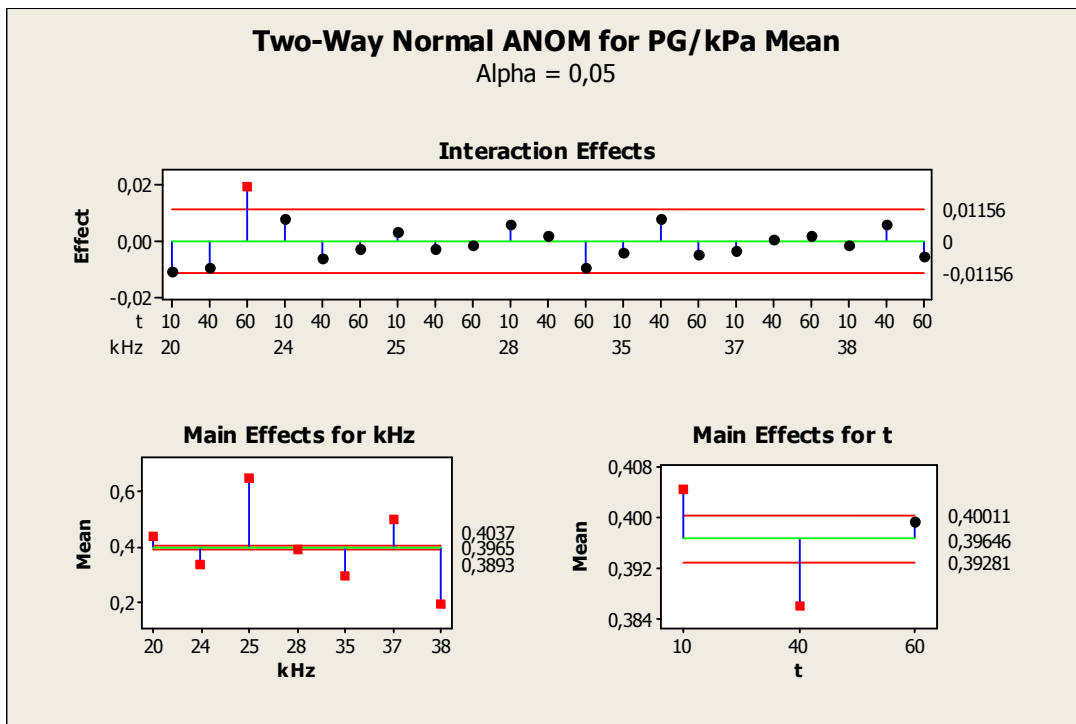 Two-Way Normal ANOM for PG/kPa Mean
Alpha = 0,05
Interaction Effects
Effect
0,02
0,00
-0,02
0,01156
0
-0,01156
t 10 40 60 10 40 60 10 40 60 10 40 60 10 40 60 10 40 60 10 40 60
kHz 20 24 25 28 35 37 38
Main Effects for kHz
Mean
0,6
0,4
0,2
0,4037
0,3965
0,3893
20 24 25 28 35 37 38
kHz
Main Effects for t
Mean
0,408
0,400
0,392
0,384
0,40011
0,39646
0,39281
10 40 60
t